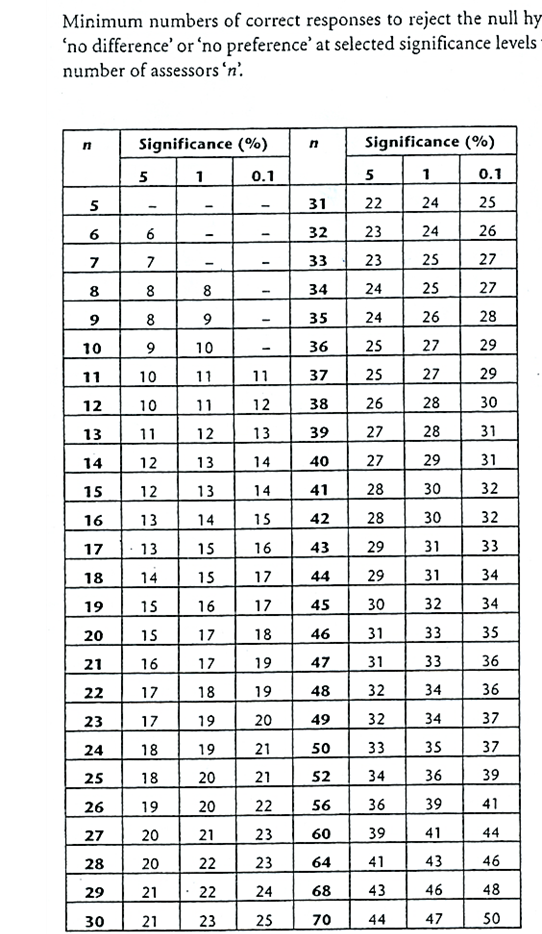 Minimum numbers of correct responses to reject the null hy
‘no difference’ or ‘no preference’ at selected significance levels
number of assessors ‘n’.
n Significance (%) n Significance (%)
5 1 0.1 5 1 0.1
5 – – – 31 22 24 25
6 6 – – 32 23 24 26
7 7 – – 33 23 25 27
8 8 8 – 34 24 25 27
9 8 9 – 35 24 26 28
10 9 10 – 36 25 27 29
11 10 11 11 37 25 27 29
12 10 11 12 38 26 28 30
13 11 12 13 39 27 28 31
14 12 13 14 40 27 29 31
15 12 13 14 41 28 30 32
16 13 14 15 42 28 30 32
17 13 15 16 43 29 31 33
18 14 15 17 44 29 31 34
19 15 16 17 45 30 32 34
20 15 17 18 46 31 33 35
21 16 17 19 47 31 33 36
22 17 18 19 48 32 34 36
23 17 19 20 49 32 34 37
24 18 19 21 50 33 35 37
25 18 20 21 52 34 36 39
26 19 20 22 56 36 39 41
27 20 21 23 60 39 41 44
28 20 22 23 64 41 43 46
29 21 22 24 68 43 46 48
30 21 23 25 70 44 47 50